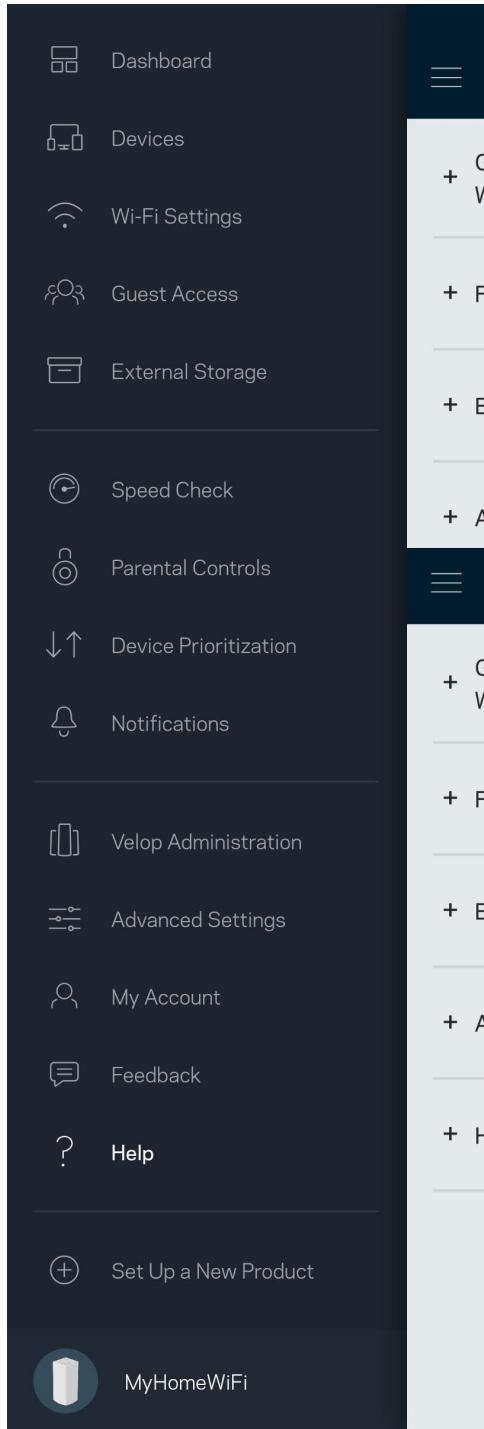 Dashboard
Devices
Wi-Fi Settings
Guest Access
External Storage
Speed Check
Parental Controls
Device Prioritization
Notifications
Velop Administration
Advanced Settings
My Account
Feedback
Help
Set Up a New Product
MyHomeWiFi